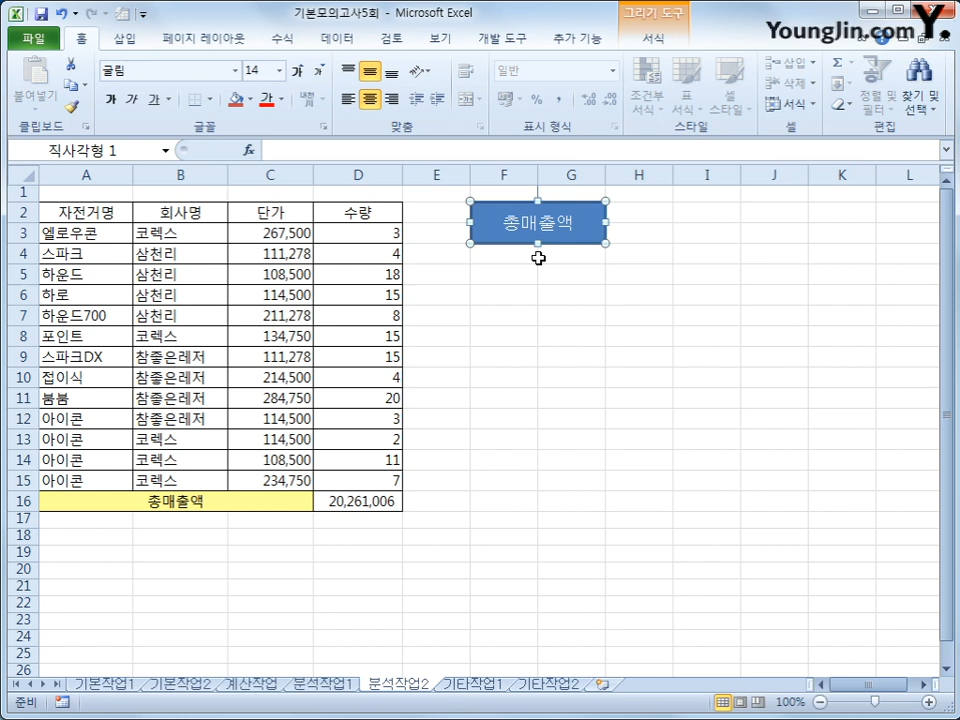 기본모의고사5회 - Microsoft Excel
그리기 도구
Younglin.com Y.
파일 홈 삽입 페이지 레이아웃 수식 데이터 검토 보기 개발 도구 추가 기능 서식
붙여넣기
굴림 14
가 가 가
일반
조건부 서식
표 서식
셀 스타일
삽입
삭제
서식
정렬 및 필터
찾기 및 선택
클립보드 글꼴 맞춤 표시 형식 스타일 셀 편집
직사각형 1 fx
A B C D E F G H I J K L
1
2 자전거명 회사명 단가 수량 총매출액
3 엘로우콘 코렉스 267,500 3
4 스파크 삼천리 111,278 4
5 하운드 삼천리 108,500 18
6 하로 삼천리 114,500 15
7 하운드700 삼천리 211,278 8
8 포인트 코렉스 134,750 15
9 스파크DX 참좋은레저 111,278 15
10 접이식 참좋은레저 214,500 4
11 붐붐 참좋은레저 284,750 20
12 아이콘 참좋은레저 114,500 3
13 아이콘 코렉스 114,500 2
14 아이콘 코렉스 108,500 11
15 아이콘 코렉스 234,750 7
16 총매출액 20,261,006
17
18
19
20
21
22
23
24
25
26
기본작업1 기본작업2 계산작업 분석작업1 분석작업2 기타작업1 기타작업2
준비 100%